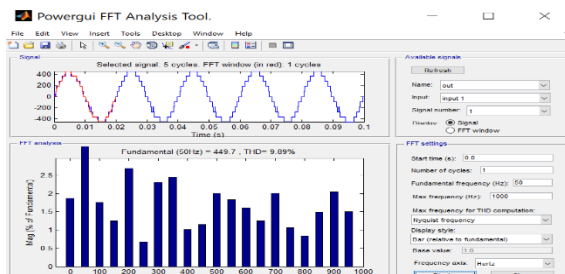 Powergui FFT Analysis Tool.
File Edit View Insert Tools Desktop Window Help
Signal
Selected signal: 5 cycles. FFT window (in red): 1 cycles
400
200
0
-200
-400
0 0.01 0.02 0.03 0.04 0.05 0.06 0.07 0.08 0.09 0.1
Time (s)
FFT analysis
Fundamental (50Hz) = 449.7 , THD= 9.09%
Mag (% of Fundamental)
2.5
2
1.5
1
0.5
0
0 100 200 300 400 500 600 700 800 900 1000
Available signals
Refresh
Name: out
Input: input 1
Signal number: 1
Display: Signal
FFT window
FFT settings
Start time (s): 0.0
Number of cycles: 1
Fundamental frequency (Hz): 50
Max frequency (Hz): 1000
Max frequency for THD computation:
Nyquist frequency
Display style:
Bar (relative to fundamental)
Base value: 1.0
Frequency axis: Hertz